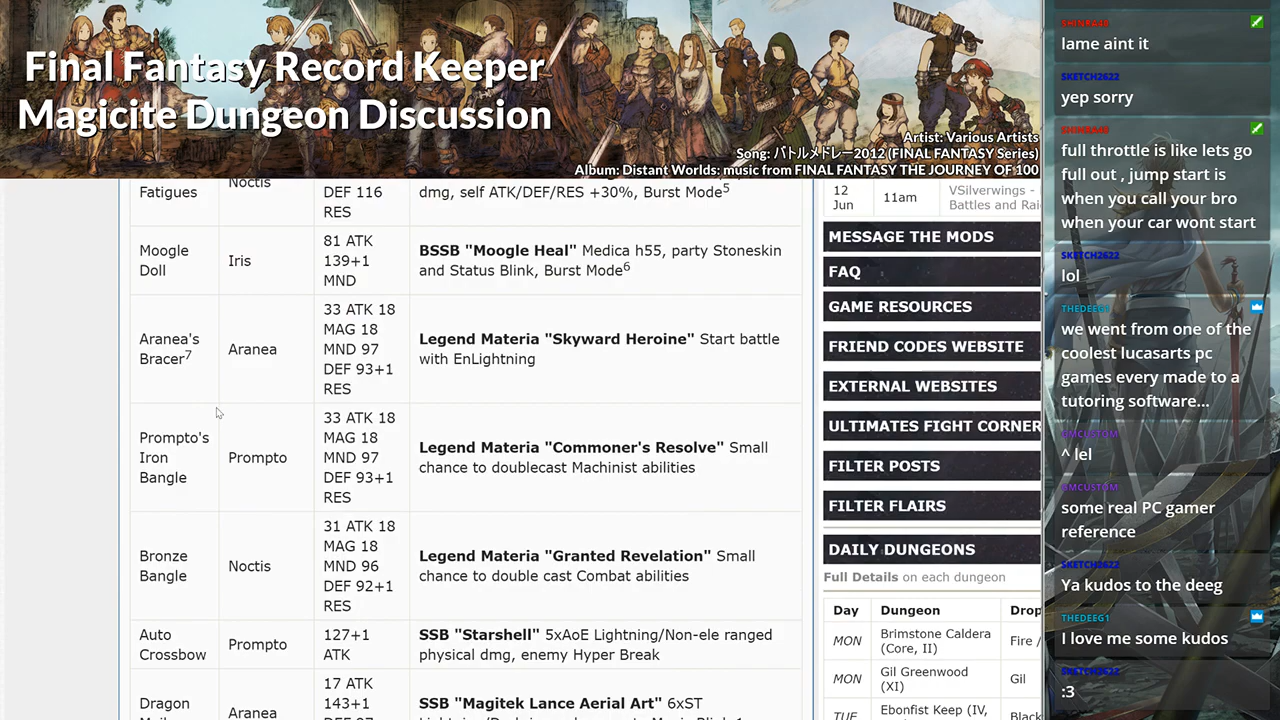 Final Fantasy Record Keeper
Magicite Dungeon Discussion
Artist: Various Artists
Song: バトルメドレー2012 (FINAL FANTASY Series)
Album: Distant Worlds: music from FINAL FANTASY THE JOURNEY OF 100
Fatigues
Noctis
DEF 116
RES
dmg, self ATK/DEF/RES +30%, Burst Mode5
Moogle
Doll
Iris
81 ATK
139+1
MND
BSSB "Moogle Heal" Medica h55, party Stoneskin
and Status Blink, Burst Mode6
Aranea's
Bracer7
Aranea
33 ATK 18
MAG 18
MND 97
DEF 93+1
RES
Legend Materia "Skyward Heroine" Start battle
with EnLightning
Prompto's
Iron
Bangle
Prompto
33 ATK 18
MAG 18
MND 97
DEF 93+1
RES
Legend Materia "Commoner's Resolve" Small
chance to doublecast Machinist abilities
Bronze
Bangle
Noctis
31 ATK 18
MAG 18
MND 96
DEF 92+1
RES
Legend Materia "Granted Revelation" Small
chance to double cast Combat abilities
Auto
Crossbow
Prompto
127+1
ATK
SSB "Starshell" 5xAoE Lightning/Non-ele ranged
physical dmg, enemy Hyper Break
Dragon
Aranea
17 ATK
143+1
SSB "Magitek Lance Aerial Art" 6xST
12
Jun
11am
VSilverwings -
Battles and Rai
MESSAGE THE MODS
FAQ
GAME RESOURCES
FRIEND CODES WEBSITE
EXTERNAL WEBSITES
ULTIMATES FIGHT CORNER
FILTER POSTS
FILTER FLAIRS
DAILY DUNGEONS
Full Details on each dungeon
Day Dungeon Drop
MON Brimstone Caldera
(Core, II) Fire /
MON Gil Greenwood
(XI) Gil
TUE Ebonfist Keep (IV, Black
SHINRA46
lame aint it
SKETCH2622
yep sorry
SHINRA46
full throttle is like lets go
full out , jump start is
when you call your bro
when your car wont start
SKETCH2622
lol
THEDEEG1
we went from one of the
coolest lucasarts pc
games every made to a
tutoring software...
GMCUSTOM
^ lel
GMCUSTOM
some real PC gamer
reference
SKETCH2622
Ya kudos to the deeg
THEDEEG1
I love me some kudos
SKETCH2622
:3